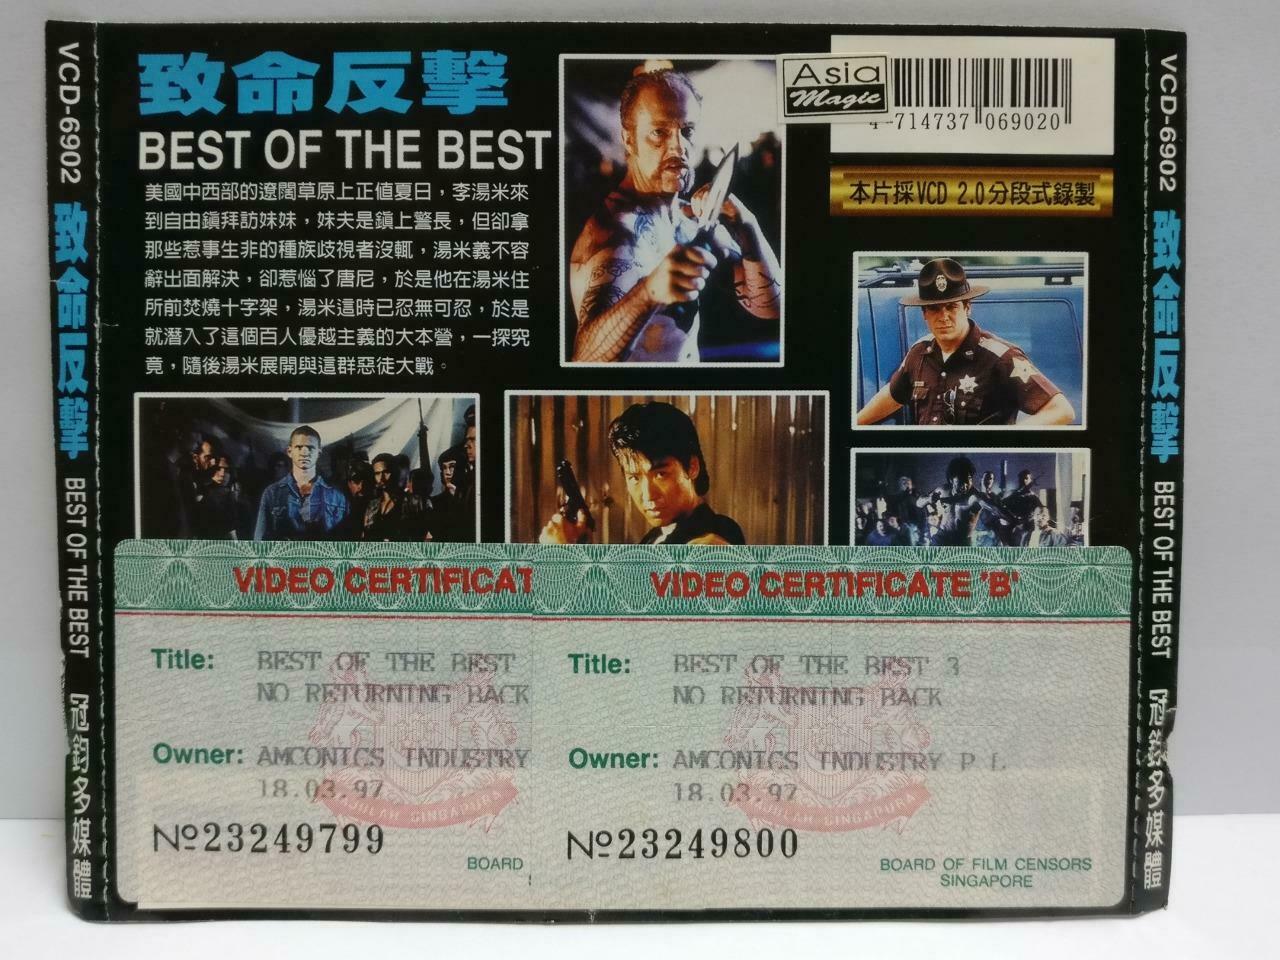 VCD-6902 致命反擊 BEST OF THE BEST 冠鈞多媒體
致命反擊
BEST OF THE BEST
美國中西部的遼闊草原上正值夏日，李湯米來
到自由鎮拜訪妹妹，妹夫是鎮上警長，但卻拿
那些惹事生非的種族歧視者沒輒，湯米義不容
辭出面解決，卻惹惱了唐尼，於是他在湯米住
所前焚燒十字架，湯米這時已忍無可忍，於是
就潛入了這個百人優越主義的大本營，一探究
竟，隨後湯米展開與這群惡徒大戰。
Asia
Magic
4 714737 069020
本片採VCD 2.0分段式錄製
VIDEO CERTIFICAT
Title: BEST OF THE BEST
NO RETURNING BACK
Owner: AMCONICS INDUSTRY
18.03.97
№23249799
BOARD
VIDEO CERTIFICATE 'B'
Title: BEST OF THE BEST 3
NO RETURNING BACK
Owner: AMCONICS INDUSTRY P L
18.03.97
№23249800
BOARD OF FILM CENSORS
SINGAPORE
VCD-6902 致命反擊 BEST OF THE BEST 冠鈞多媒體